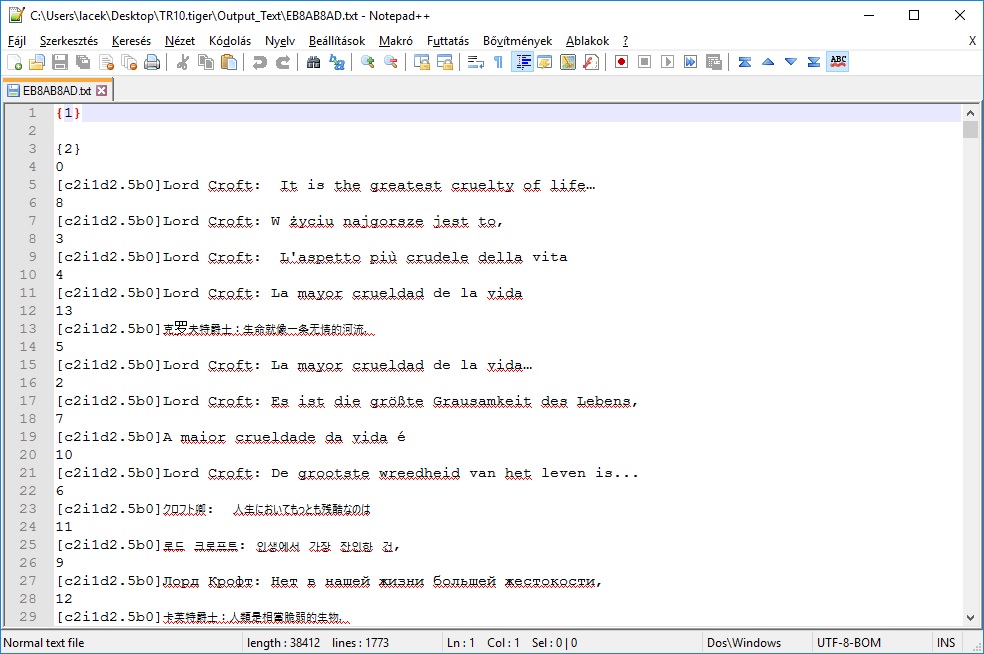 C:\Users\lacek\Desktop\TR10.tiger\Output_Text\EB8AB8AD.txt - Notepad++
Fájl Szerkesztés Keresés Nézet Kódolás Nyelv Beállítások Makró Futtatás Bővítmények Ablakok ? X
ABC
EB8AB8AD.txt
1 {1}
2
3 {2}
4 0
5 [c2i1d2.5b0]Lord Croft:  It is the greatest cruelty of life…
6 8
7 [c2i1d2.5b0]Lord Croft: W życiu najgorsze jest to,
8 3
9 [c2i1d2.5b0]Lord Croft:  L'aspetto più crudele della vita
10 4
11 [c2i1d2.5b0]Lord Croft: La mayor crueldad de la vida
12 13
13 [c2i1d2.5b0]克罗夫特爵士：生命就像一条无情的河流。
14 5
15 [c2i1d2.5b0]Lord Croft: La mayor crueldad de la vida…
16 2
17 [c2i1d2.5b0]Lord Croft: Es ist die größte Grausamkeit des Lebens,
18 7
19 [c2i1d2.5b0]A maior crueldade da vida é
20 10
21 [c2i1d2.5b0]Lord Croft: De grootste wreedheid van het leven is...
22 6
23 [c2i1d2.5b0]クロフト卿:  人生においてもっとも残酷なのは
24 11
25 [c2i1d2.5b0]로드 크로프트: 인생에서 가장 잔인한 건,
26 9
27 [c2i1d2.5b0]Лорд Крофт: Нет в нашей жизни большей жестокости,
28 12
29 [c2i1d2.5b0]卡芙特爵士：人類是相當脆弱的生物。
Normal text file length : 38412 lines : 1773 Ln : 1 Col : 1 Sel : 0 | 0 Dos\Windows UTF-8-BOM INS